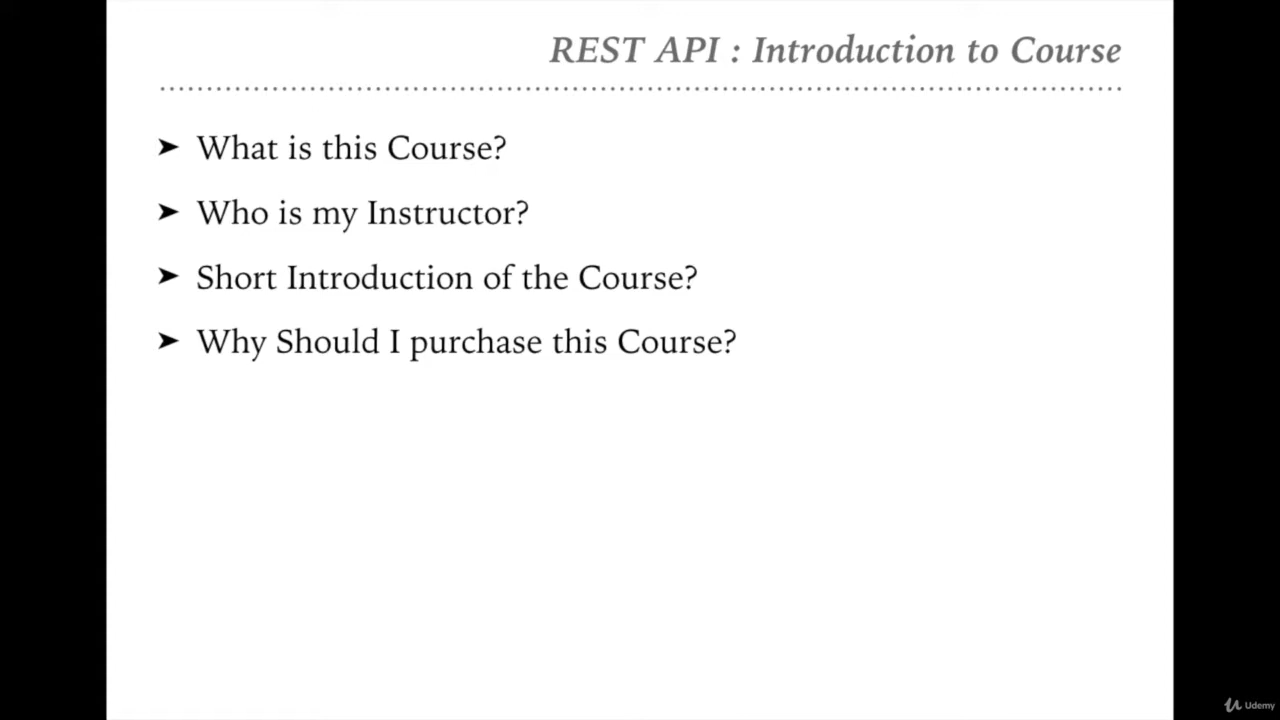 REST API : Introduction to Course
➤ What is this Course?
➤ Who is my Instructor?
➤ Short Introduction of the Course?
➤ Why Should I purchase this Course?
Udemy